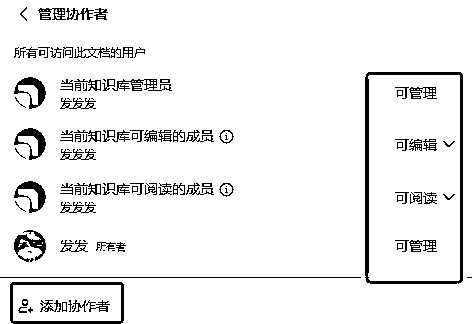 管理协作者
所有可访问此文档的用户
当前知识库管理员
发发发
可管理
当前知识库可编辑的成员
发发发
可编辑
当前知识库可阅读的成员
发发发
可阅读
发发 所有者
可管理
添加协作者